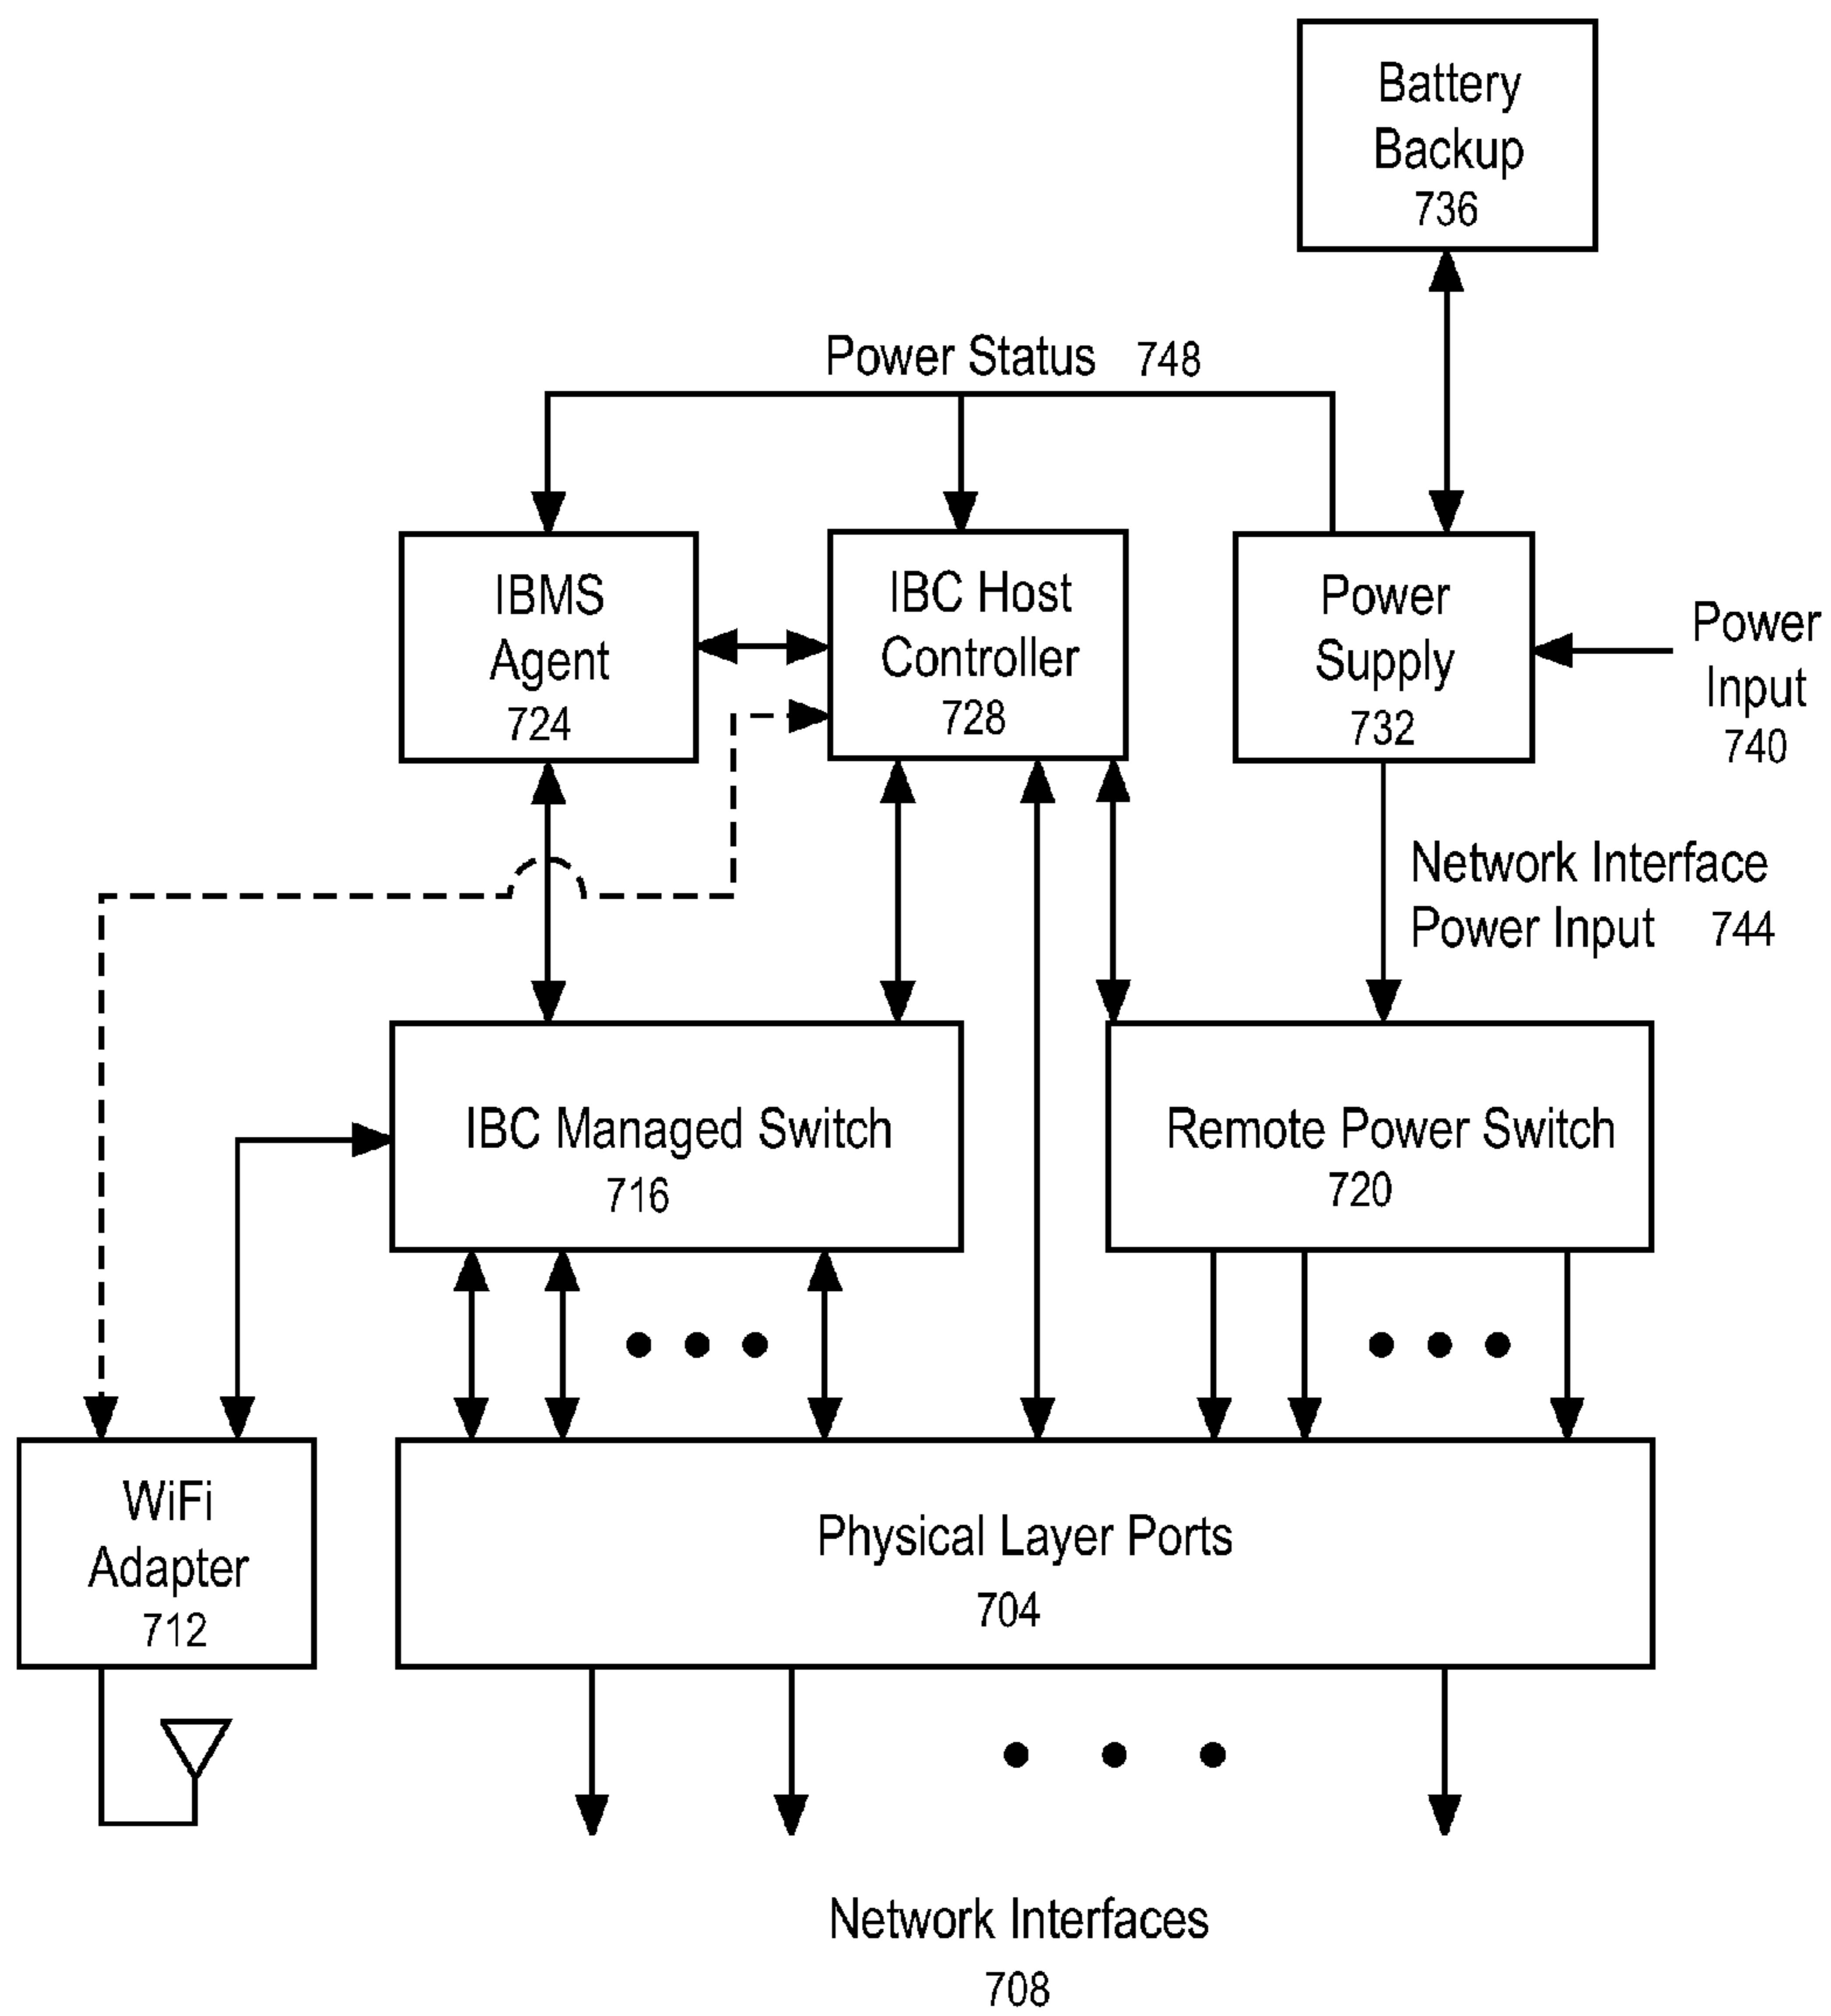 Battery
Backup
736
Power Status 748
IBMS
Agent
724
IBC Host
Controller
728
Power
Supply
732
Power
Input
740
Network Interface
Power Input 744
IBC Managed Switch
716
Remote Power Switch
720
WiFi
Adapter
712
Physical Layer Ports
704
Network Interfaces
708